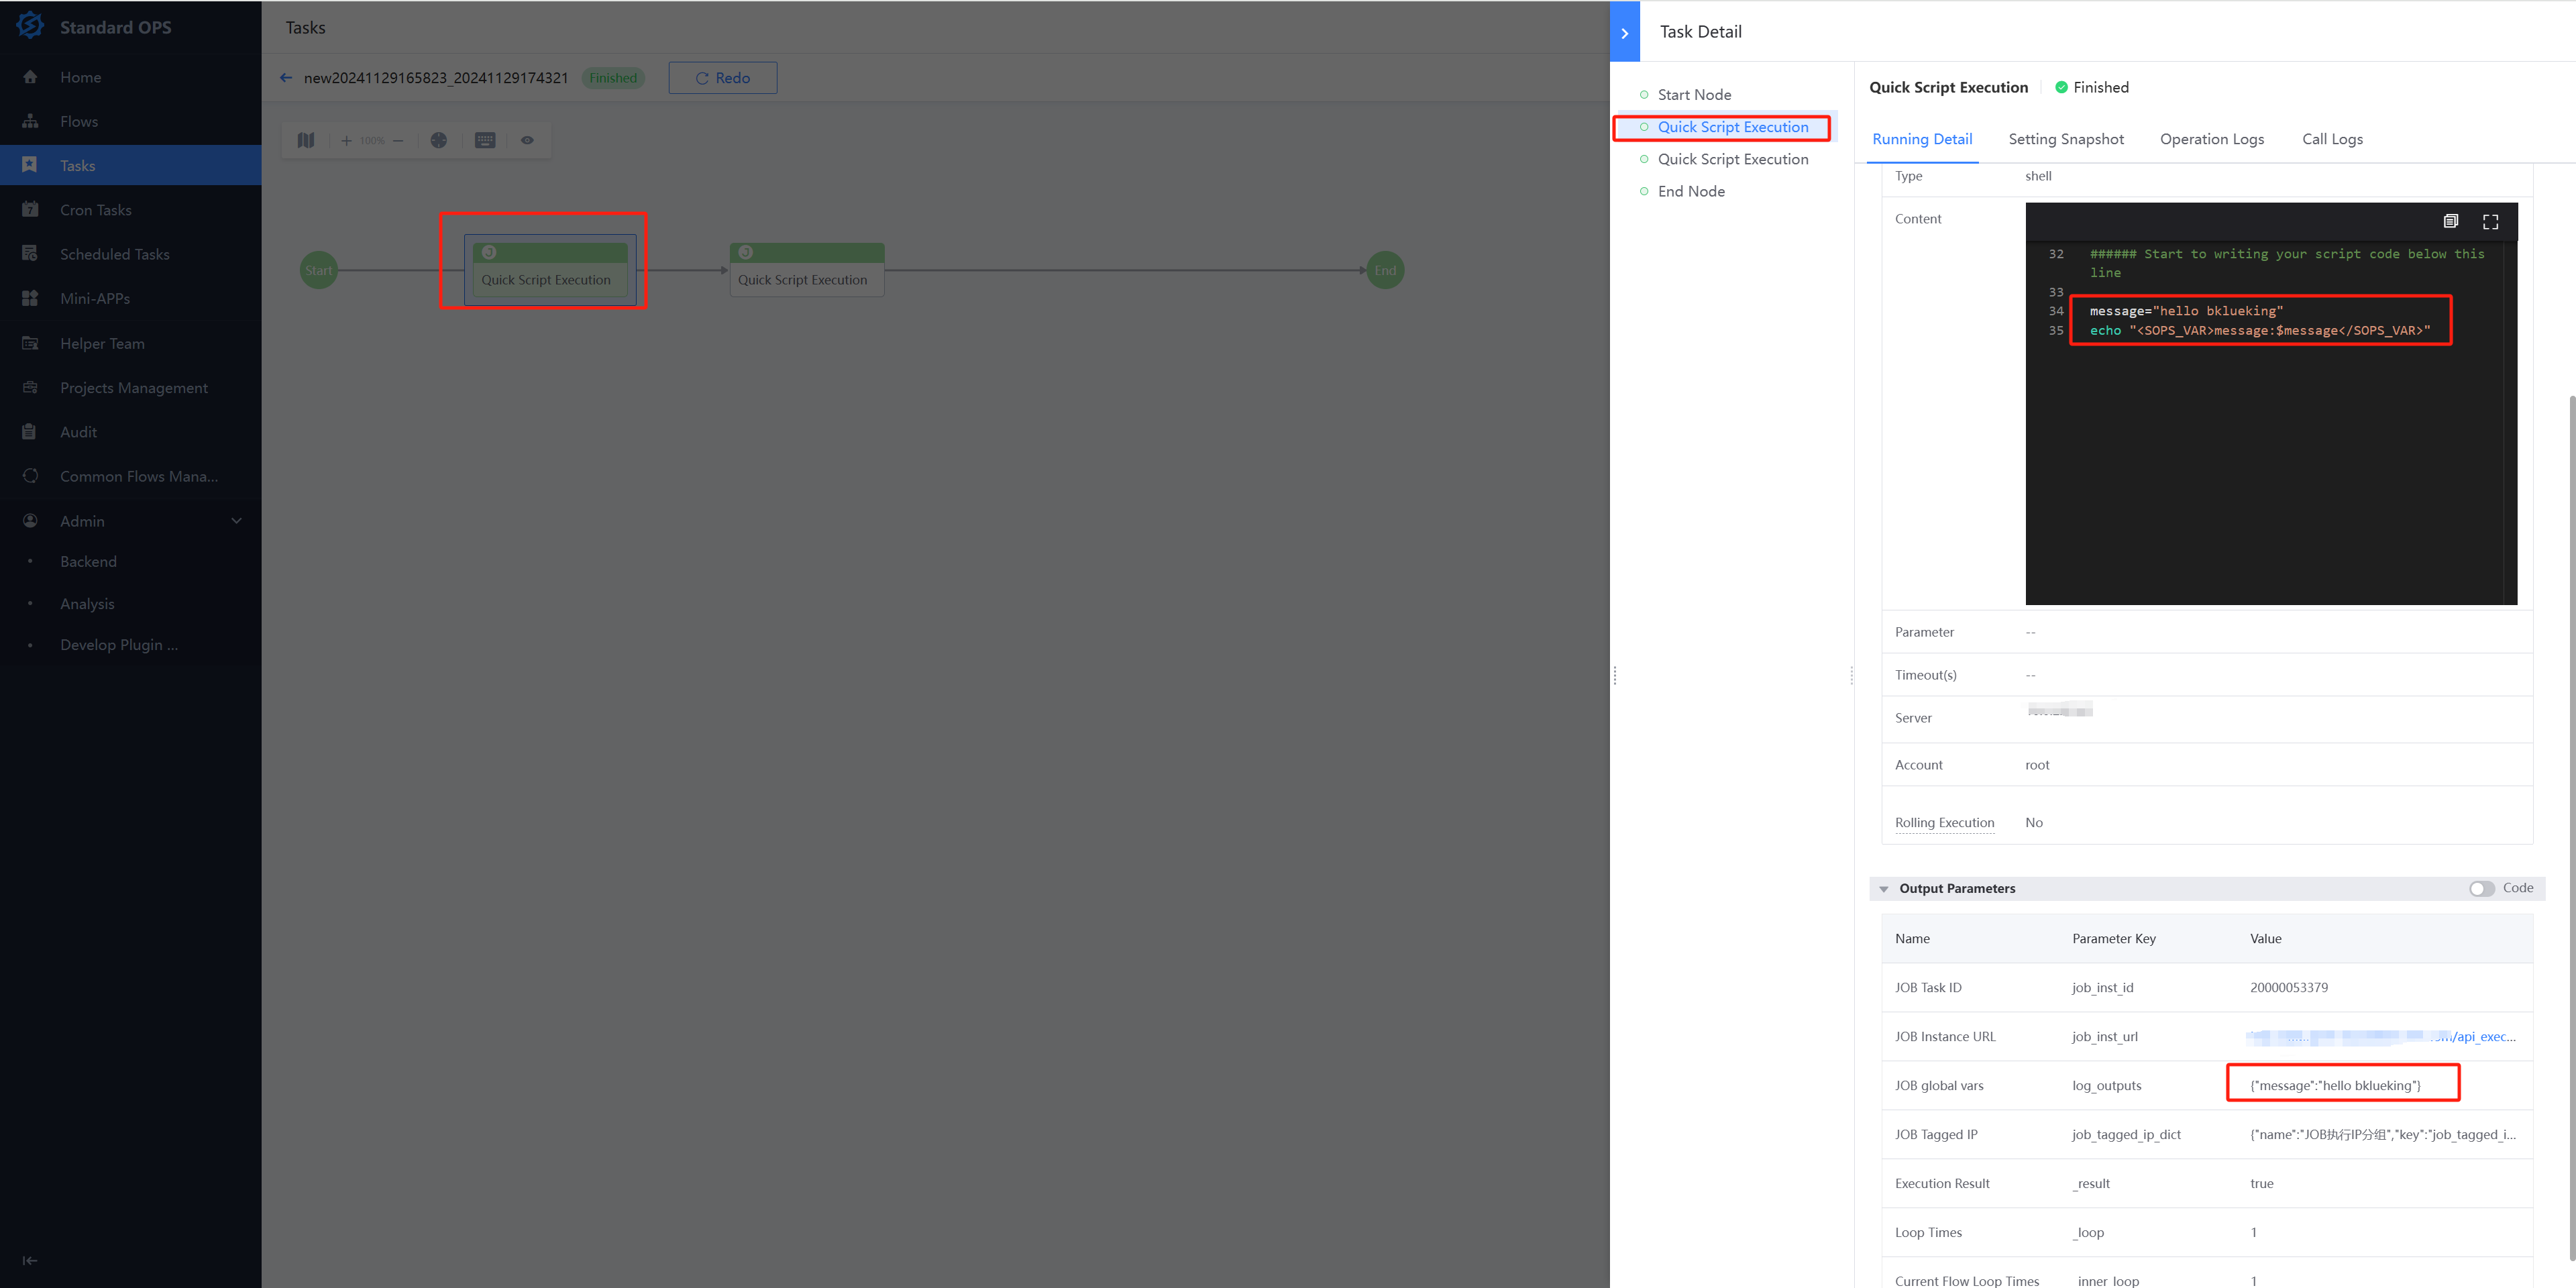 Standard OPS
Home
Flows
Tasks
Cron Tasks
Scheduled Tasks
Mini-APPs
Helper Team
Projects Management
Audit
Common Flows Mana...
Admin
Backend
Analysis
Develop Plugin ...
Tasks
new20241129165823_20241129174321 Finished Redo
+ 100% −
Start
Quick Script Execution
Quick Script Execution
End
Task Detail
Start Node
Quick Script Execution
Quick Script Execution
End Node
Quick Script Execution Finished
Running Detail Setting Snapshot Operation Logs Call Logs
Type shell
Content
32 ###### Start to writing your script code below this
line
33
34 message="hello bklueking"
35 echo "<SOPS_VAR>message:$message</SOPS_VAR>"
Parameter --
Timeout(s) --
Server
Account root
Rolling Execution No
Output Parameters Code
Name Parameter Key Value
JOB Task ID job_inst_id 20000053379
JOB Instance URL job_inst_url /api_exec...
JOB global vars log_outputs {"message":"hello bklueking"}
JOB Tagged IP job_tagged_ip_dict {"name":"JOB执行IP分组","key":"job_tagged_i...
Execution Result _result true
Loop Times _loop 1
Current Flow Loop Times _inner_loop 1